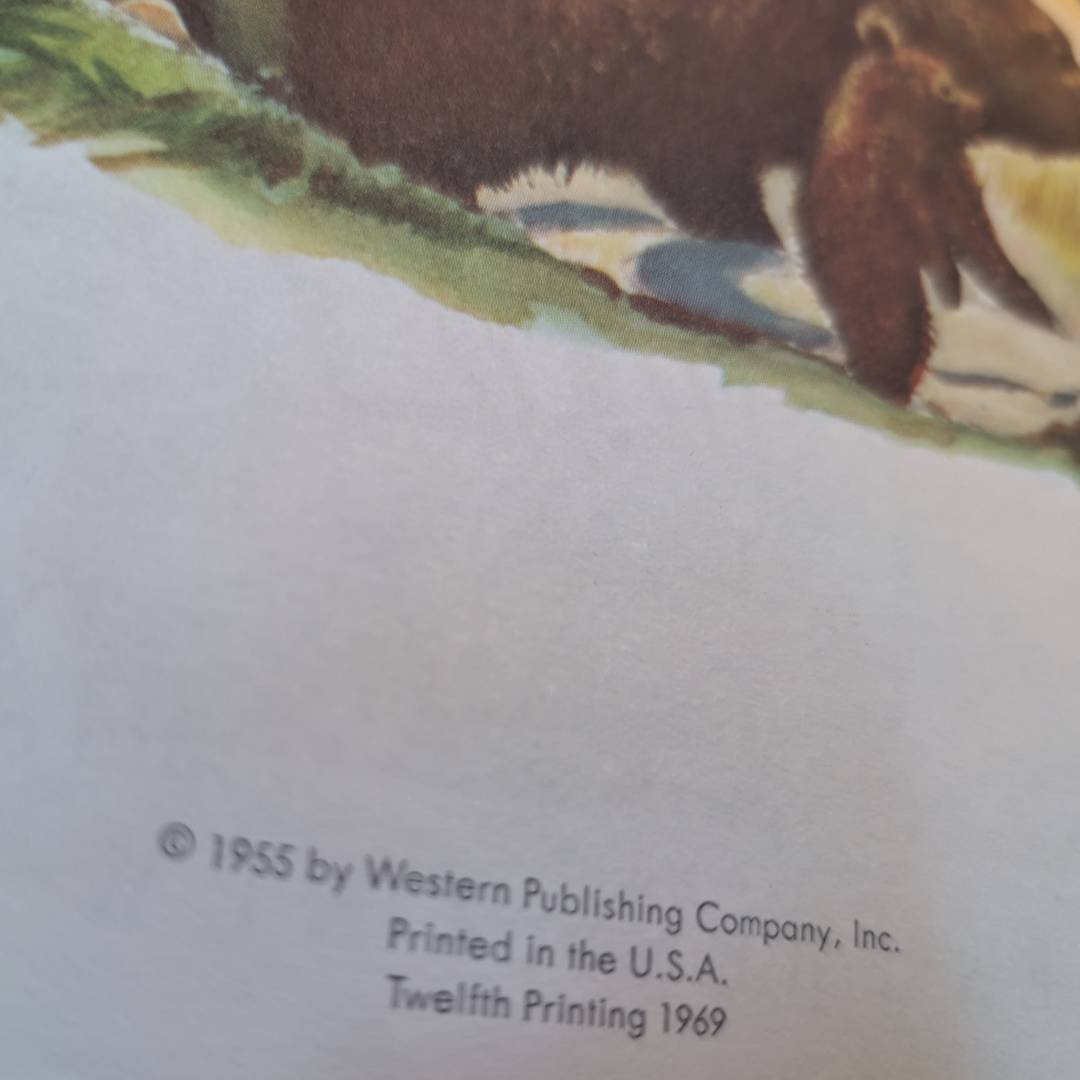 © 1955 by Western Publishing Company, Inc.
Printed in the U.S.A.
Twelfth Printing 1969